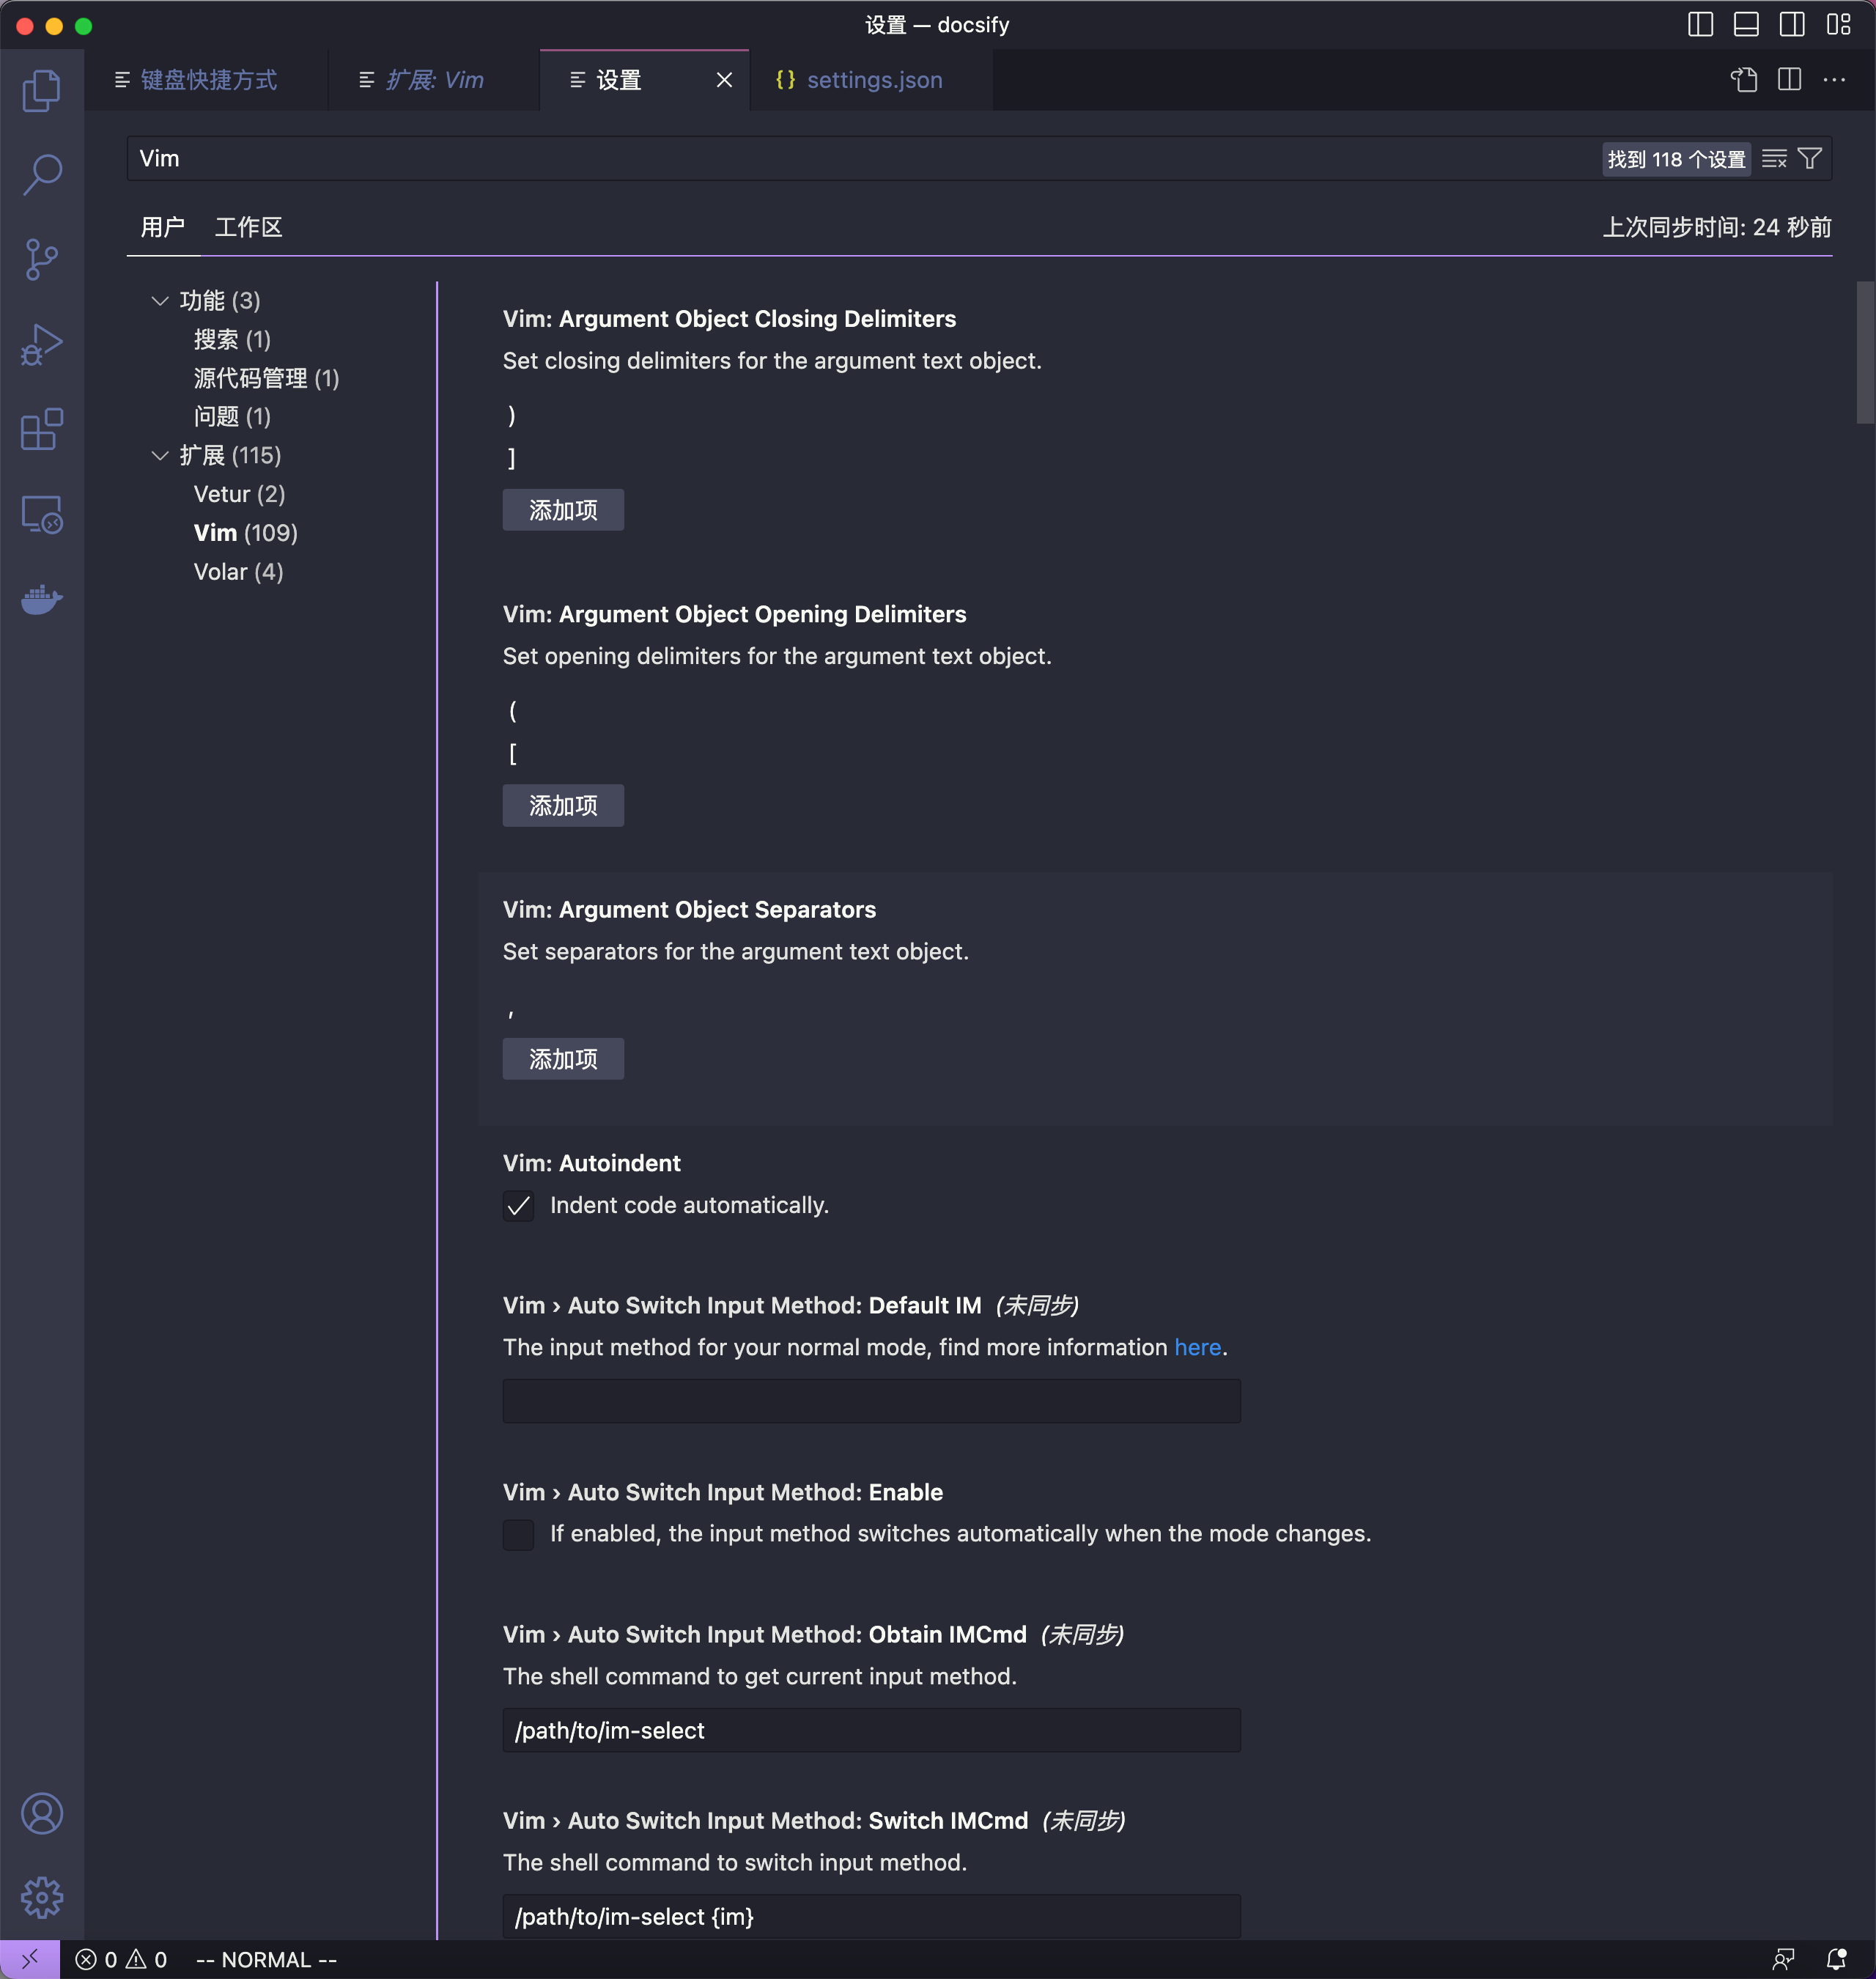 设置 — docsify
键盘快捷方式
扩展: Vim
设置
settings.json
Vim
找到 118 个设置
用户
工作区
上次同步时间: 24 秒前
功能 (3)
搜索 (1)
源代码管理 (1)
问题 (1)
扩展 (115)
Vetur (2)
Vim (109)
Volar (4)
Vim: Argument Object Closing Delimiters
Set closing delimiters for the argument text object.
)
]
添加项
Vim: Argument Object Opening Delimiters
Set opening delimiters for the argument text object.
(
[
添加项
Vim: Argument Object Separators
Set separators for the argument text object.
,
添加项
Vim: Autoindent
Indent code automatically.
Vim › Auto Switch Input Method: Default IM (未同步)
The input method for your normal mode, find more information here.
Vim › Auto Switch Input Method: Enable
If enabled, the input method switches automatically when the mode changes.
Vim › Auto Switch Input Method: Obtain IMCmd (未同步)
The shell command to get current input method.
/path/to/im-select
Vim › Auto Switch Input Method: Switch IMCmd (未同步)
The shell command to switch input method.
/path/to/im-select {im}
0 0 -- NORMAL --